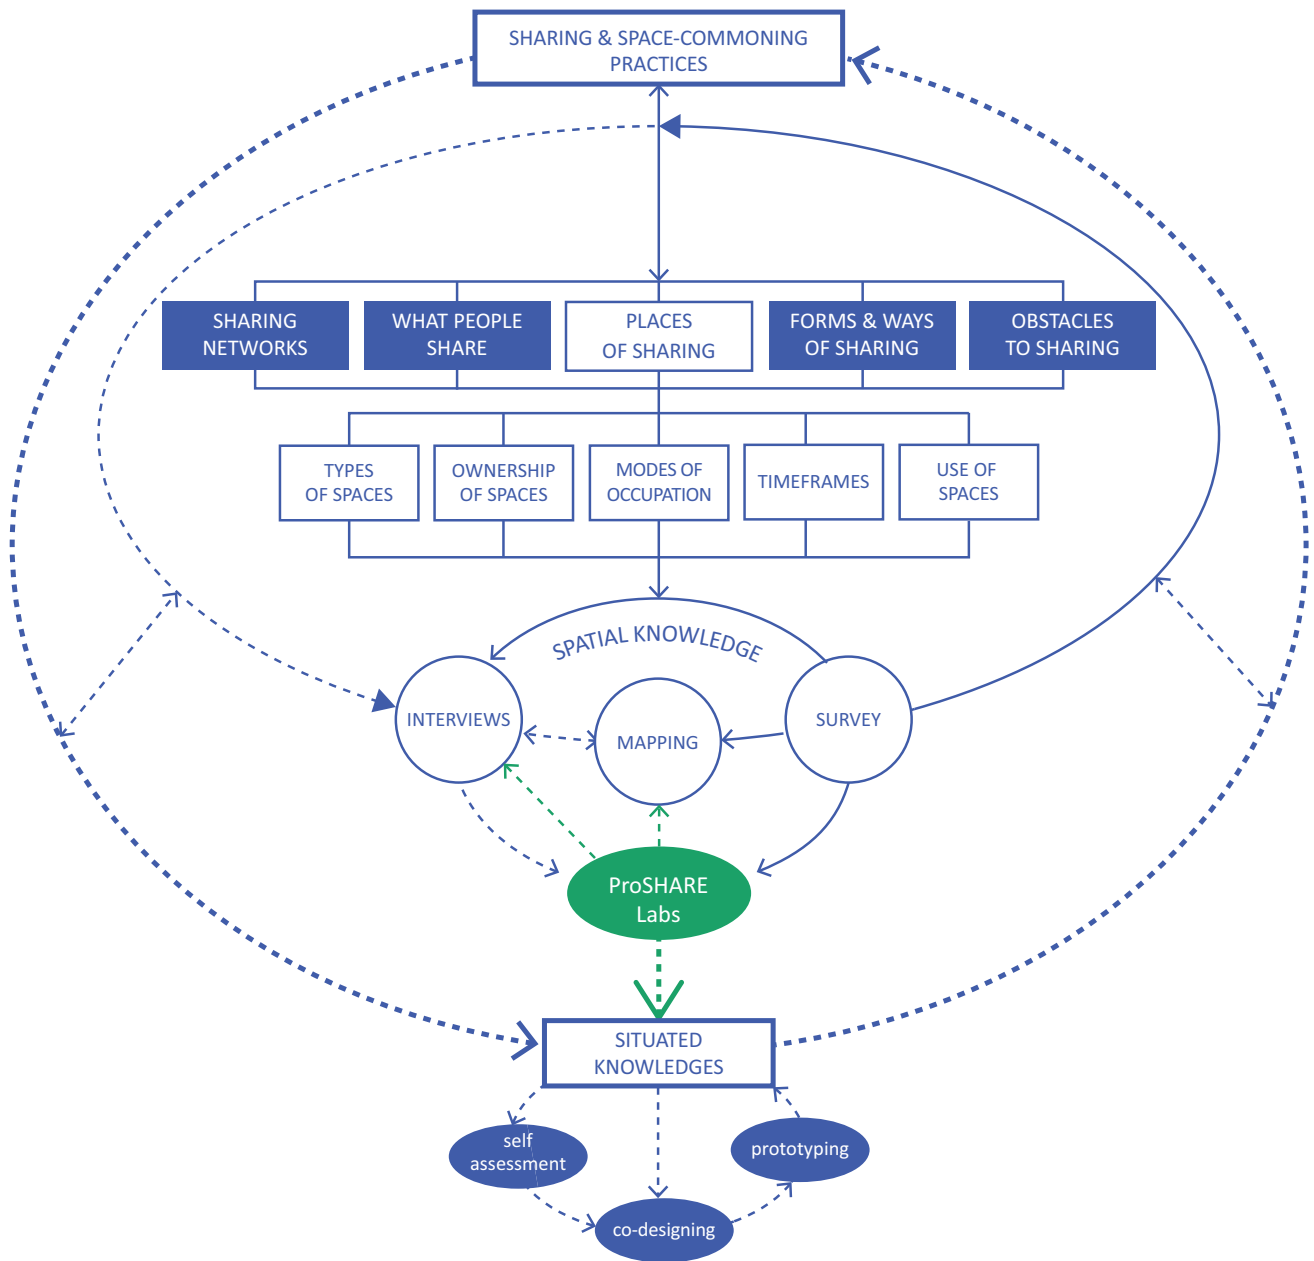 SHARING & SPACE-COMMONING
PRACTICES
SHARING
NETWORKS
WHAT PEOPLE
SHARE
PLACES
OF SHARING
FORMS & WAYS
OF SHARING
OBSTACLES
TO SHARING
TYPES
OF SPACES
OWNERSHIP
OF SPACES
MODES OF
OCCUPATION
TIMEFRAMES
USE OF
SPACES
SPATIAL KNOWLEDGE
INTERVIEWS
MAPPING
SURVEY
ProSHARE
Labs
SITUATED
KNOWLEDGES
self
assessment
prototyping
co-designing